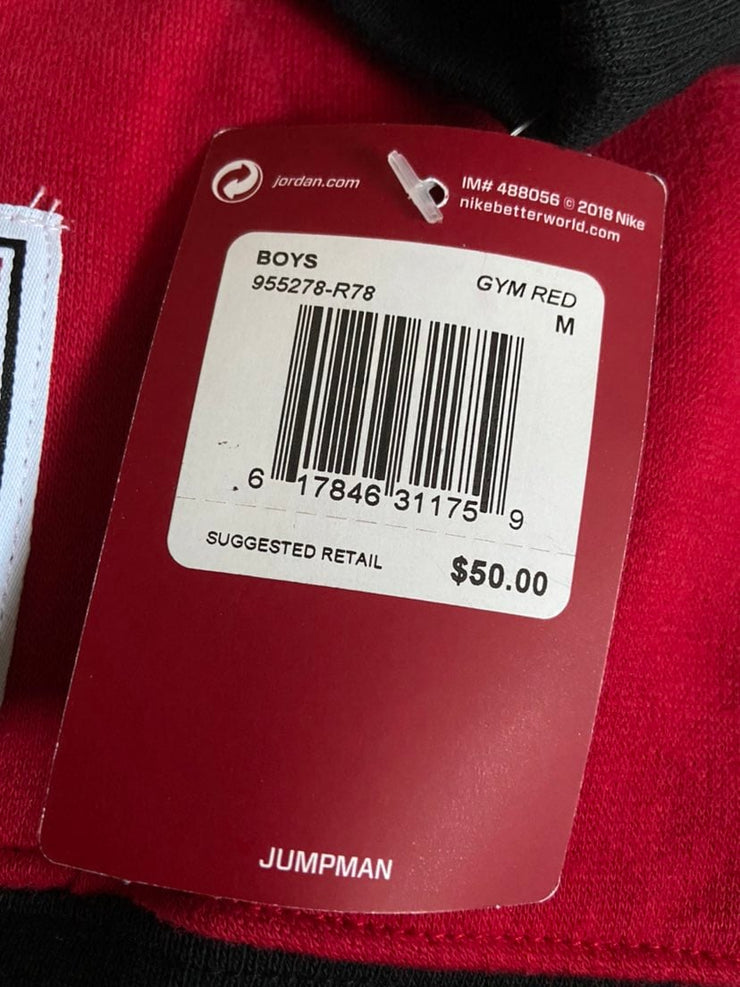 jordan.com
IM# 488056 © 2018 Nike
nikebetterworld.com
BOYS
955278-R78
GYM RED
M
6 17846 31175 9
SUGGESTED RETAIL
$50.00
JUMPMAN